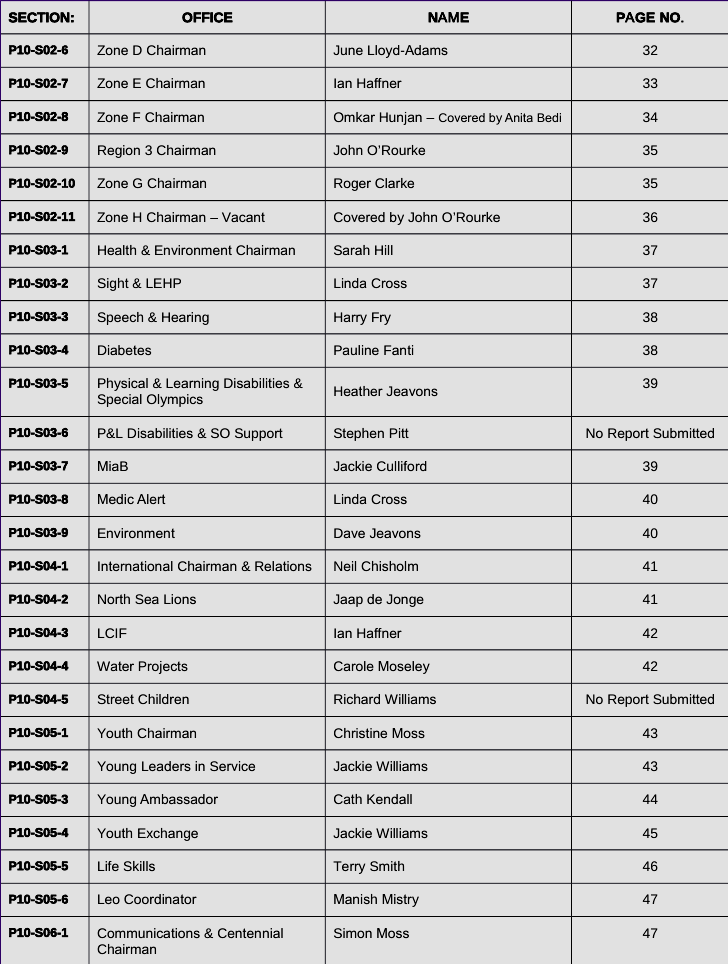 SECTION: OFFICE NAME PAGE NO.
P10-S02-6 Zone D Chairman June Lloyd-Adams 32
P10-S02-7 Zone E Chairman Ian Haffner 33
P10-S02-8 Zone F Chairman Omkar Hunjan – Covered by Anita Bedi 34
P10-S02-9 Region 3 Chairman John O’Rourke 35
P10-S02-10 Zone G Chairman Roger Clarke 35
P10-S02-11 Zone H Chairman – Vacant Covered by John O’Rourke 36
P10-S03-1 Health & Environment Chairman Sarah Hill 37
P10-S03-2 Sight & LEHP Linda Cross 37
P10-S03-3 Speech & Hearing Harry Fry 38
P10-S03-4 Diabetes Pauline Fanti 38
P10-S03-5 Physical & Learning Disabilities & Heather Jeavons 39
Special Olympics
P10-S03-6 P&L Disabilities & SO Support Stephen Pitt No Report Submitted
P10-S03-7 MiaB Jackie Culliford 39
P10-S03-8 Medic Alert Linda Cross 40
P10-S03-9 Environment Dave Jeavons 40
P10-S04-1 International Chairman & Relations Neil Chisholm 41
P10-S04-2 North Sea Lions Jaap de Jonge 41
P10-S04-3 LCIF Ian Haffner 42
P10-S04-4 Water Projects Carole Moseley 42
P10-S04-5 Street Children Richard Williams No Report Submitted
P10-S05-1 Youth Chairman Christine Moss 43
P10-S05-2 Young Leaders in Service Jackie Williams 43
P10-S05-3 Young Ambassador Cath Kendall 44
P10-S05-4 Youth Exchange Jackie Williams 45
P10-S05-5 Life Skills Terry Smith 46
P10-S05-6 Leo Coordinator Manish Mistry 47
P10-S06-1 Communications & Centennial Simon Moss 47
Chairman